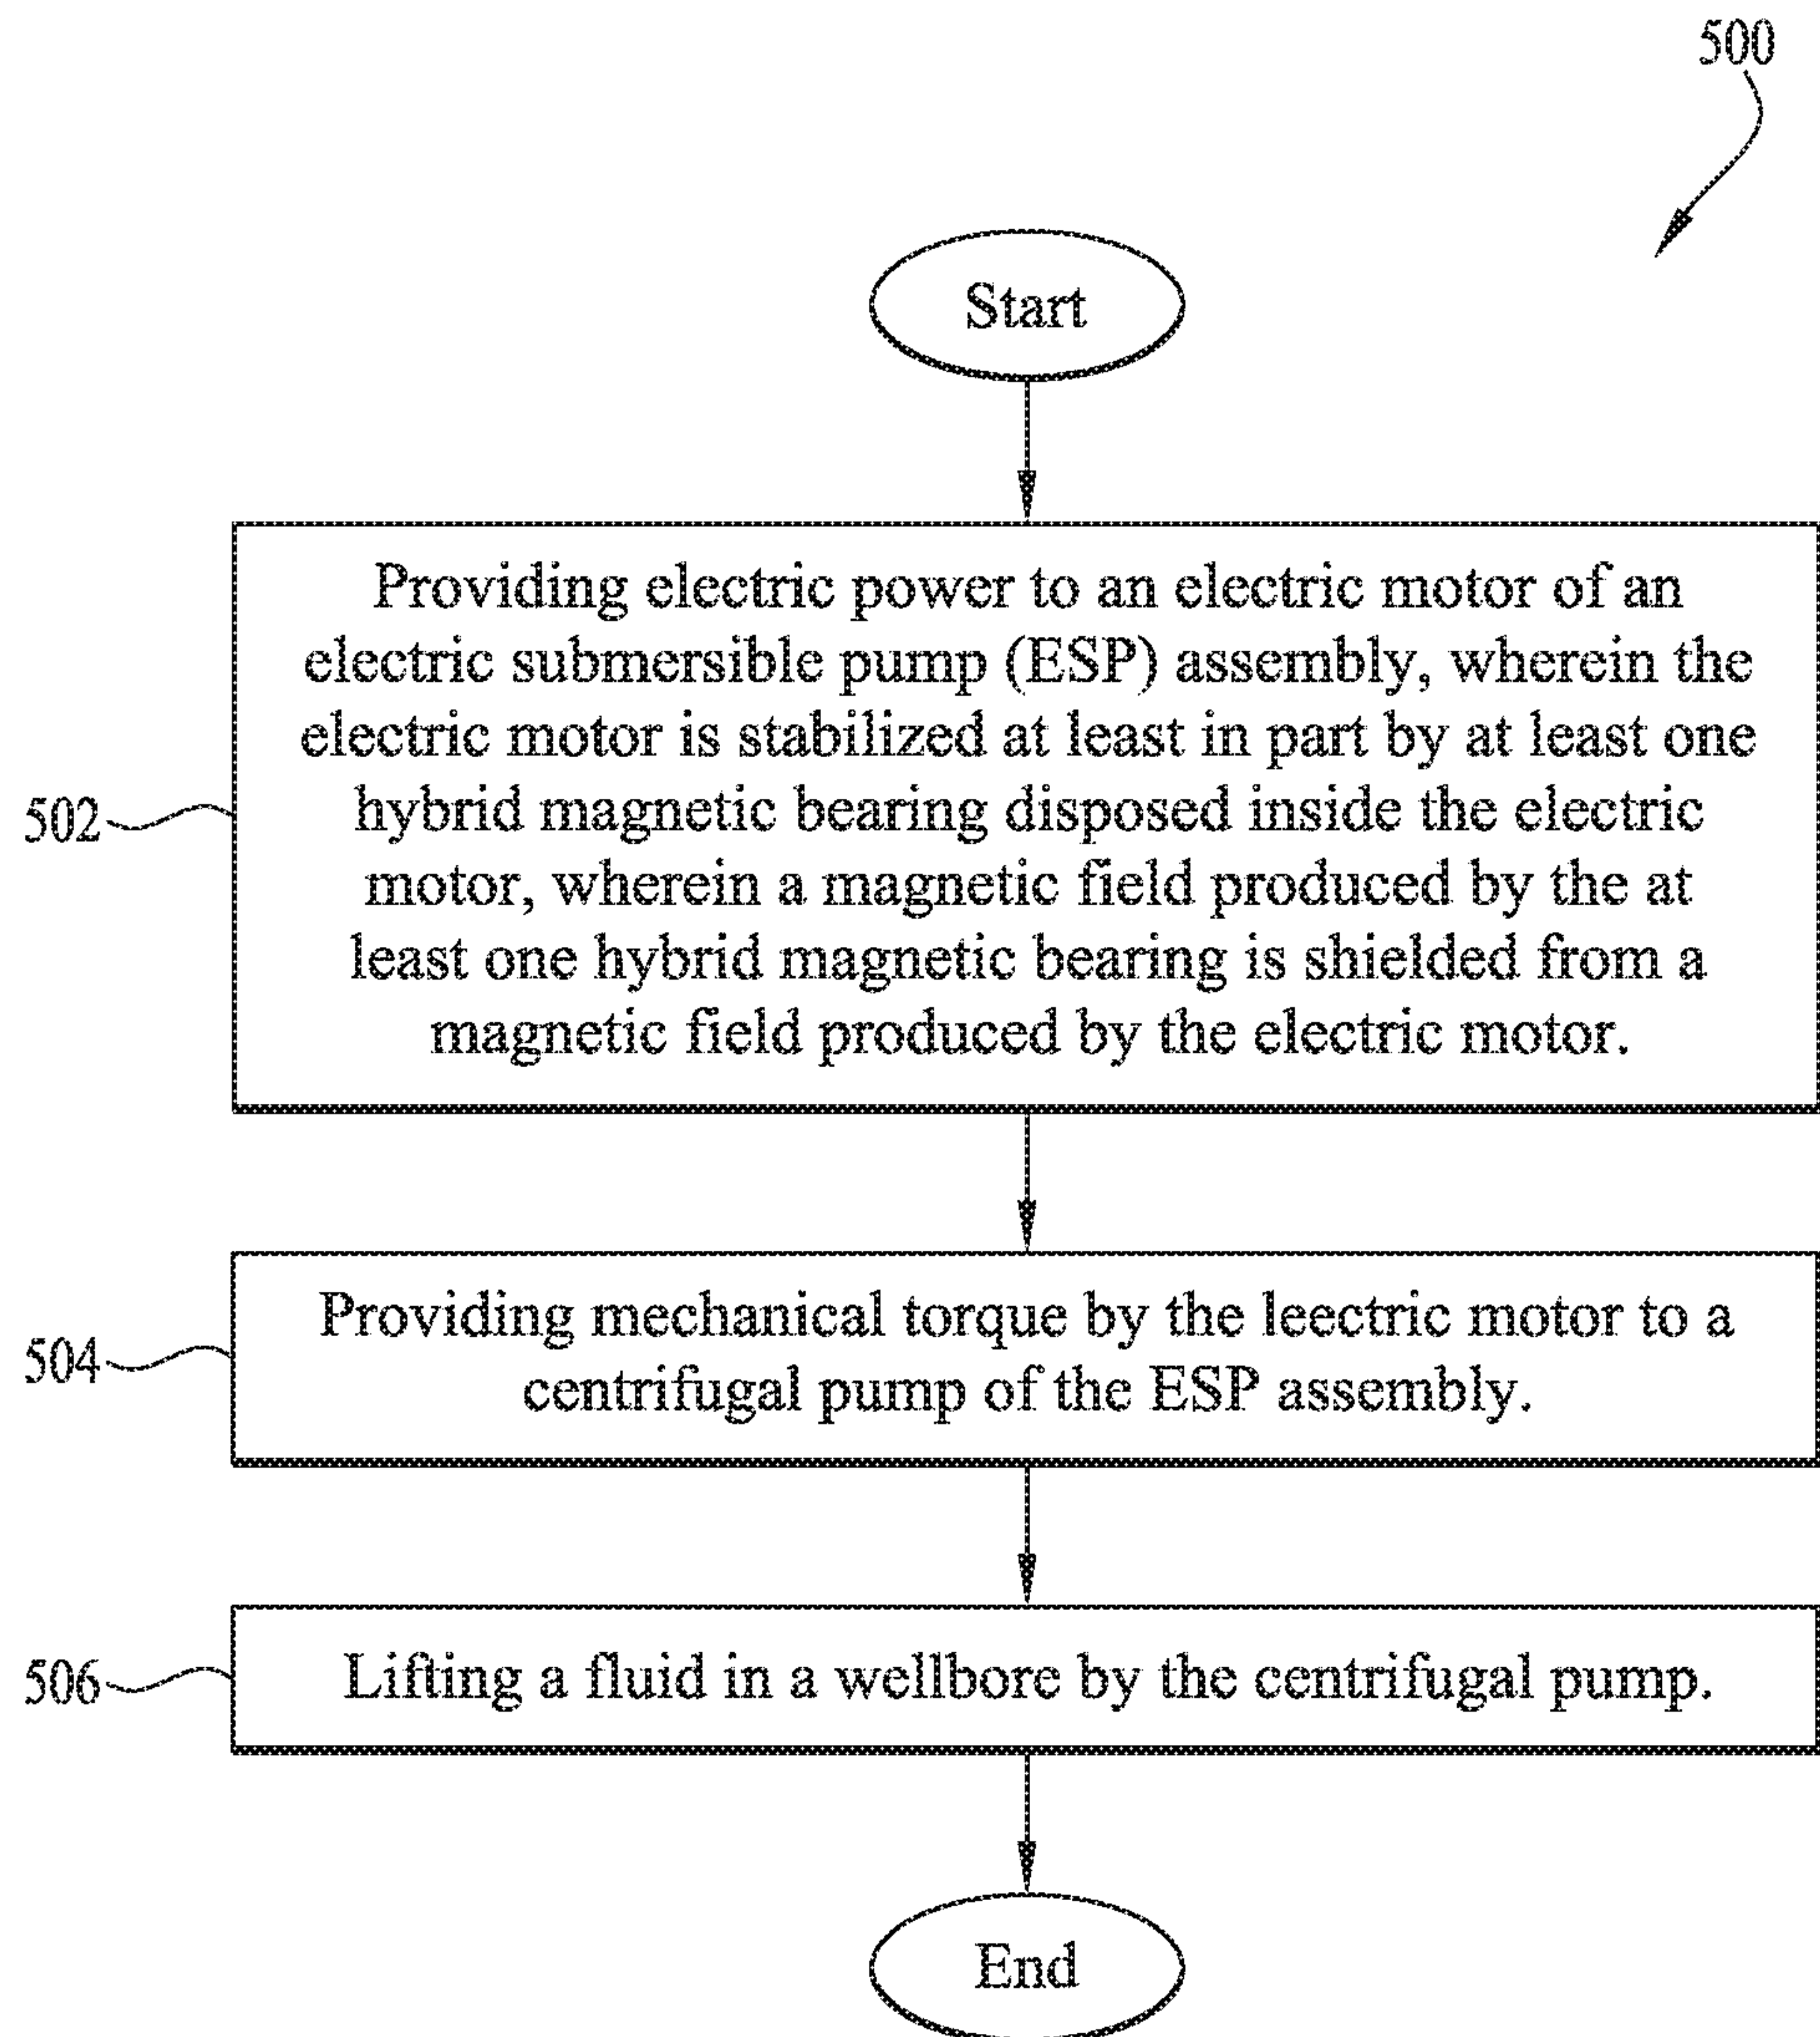 500
Start
502
Providing electric power to an electric motor of an
electric submersible pump (ESP) assembly, wherein the
electric motor is stabilized at least in part by at least one
hybrid magnetic bearing disposed inside the electric
motor, wherein a magnetic field produced by the at
least one hybrid magnetic bearing is shielded from a
magnetic field produced by the electric motor.
504
Providing mechanical torque by the leectric motor to a
centrifugal pump of the ESP assembly.
506
Lifting a fluid in a wellbore by the centrifugal pump.
End